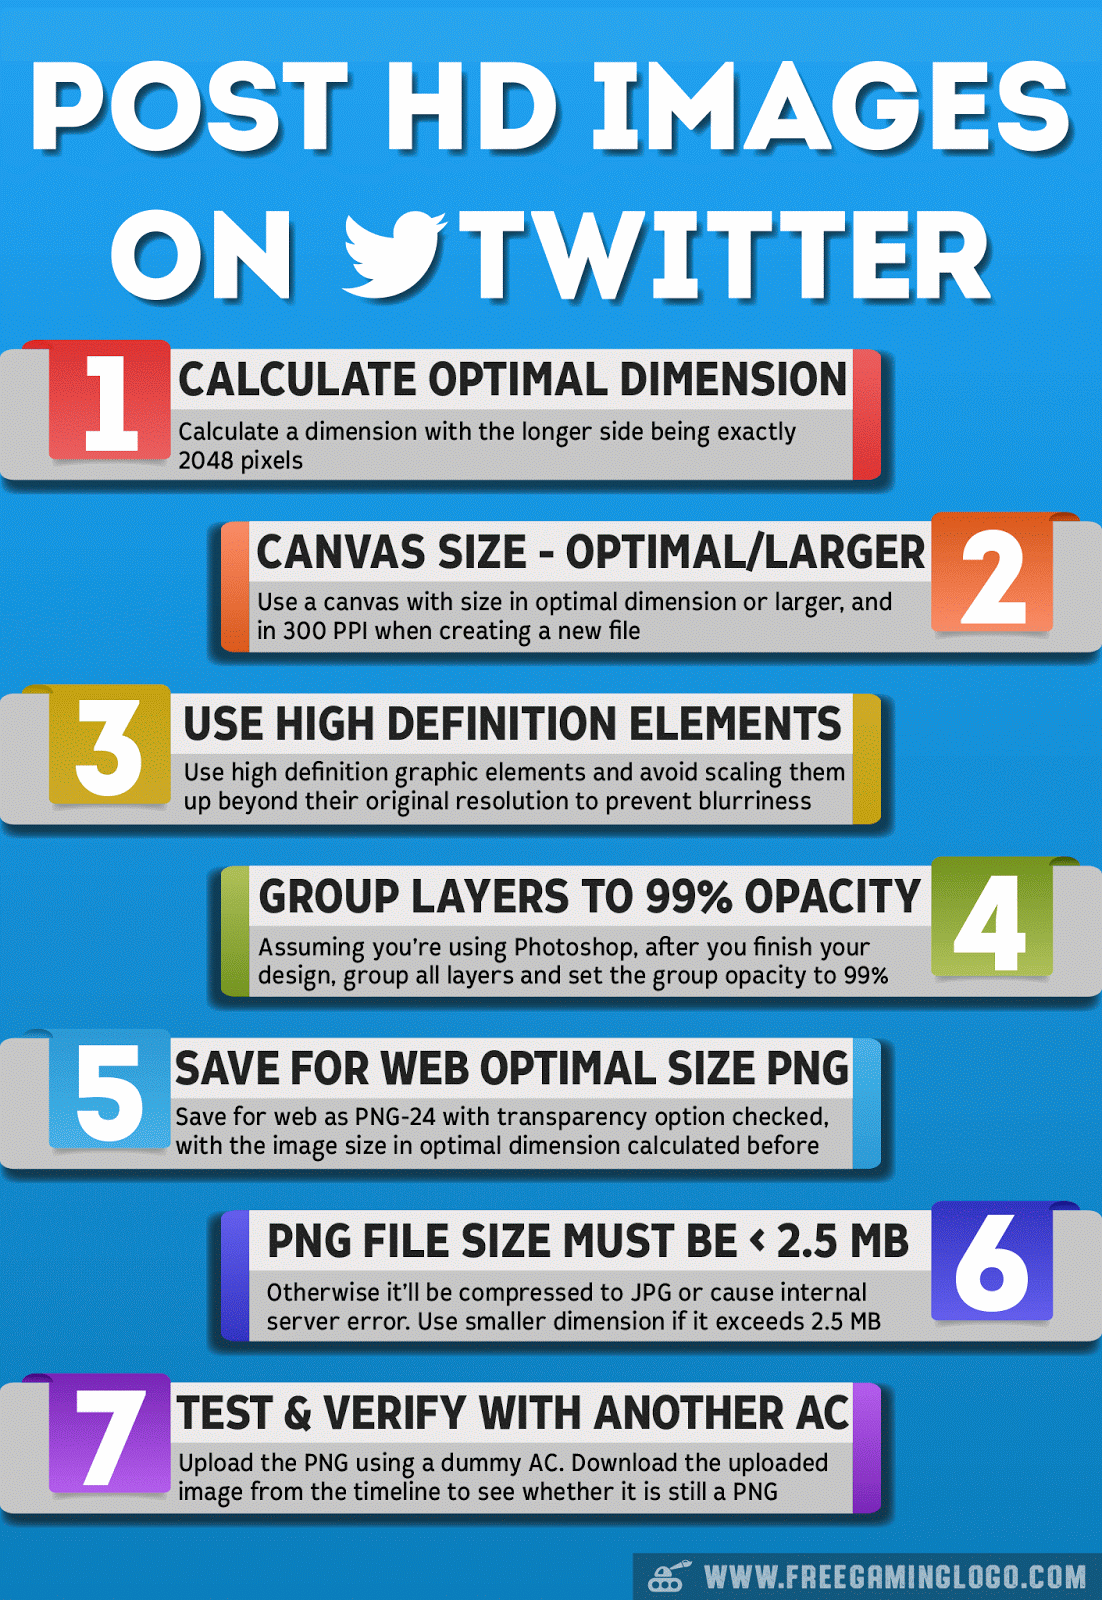 POST HD IMAGES
ON TWITTER
1 CALCULATE OPTIMAL DIMENSION
Calculate a dimension with the longer side being exactly
2048 pixels
CANVAS SIZE - OPTIMAL/LARGER 2
Use a canvas with size in optimal dimension or larger, and
in 300 PPI when creating a new file
3 USE HIGH DEFINITION ELEMENTS
Use high definition graphic elements and avoid scaling them
up beyond their original resolution to prevent blurriness
GROUP LAYERS TO 99% OPACITY 4
Assuming you're using Photoshop, after you finish your
design, group all layers and set the group opacity to 99%
5 SAVE FOR WEB OPTIMAL SIZE PNG
Save for web as PNG-24 with transparency option checked,
with the image size in optimal dimension calculated before
PNG FILE SIZE MUST BE < 2.5 MB 6
Otherwise it'll be compressed to JPG or cause internal
server error. Use smaller dimension if it exceeds 2.5 MB
7 TEST & VERIFY WITH ANOTHER AC
Upload the PNG using a dummy AC. Download the uploaded
image from the timeline to see whether it is still a PNG
WWW.FREEGAMINGLOGO.COM